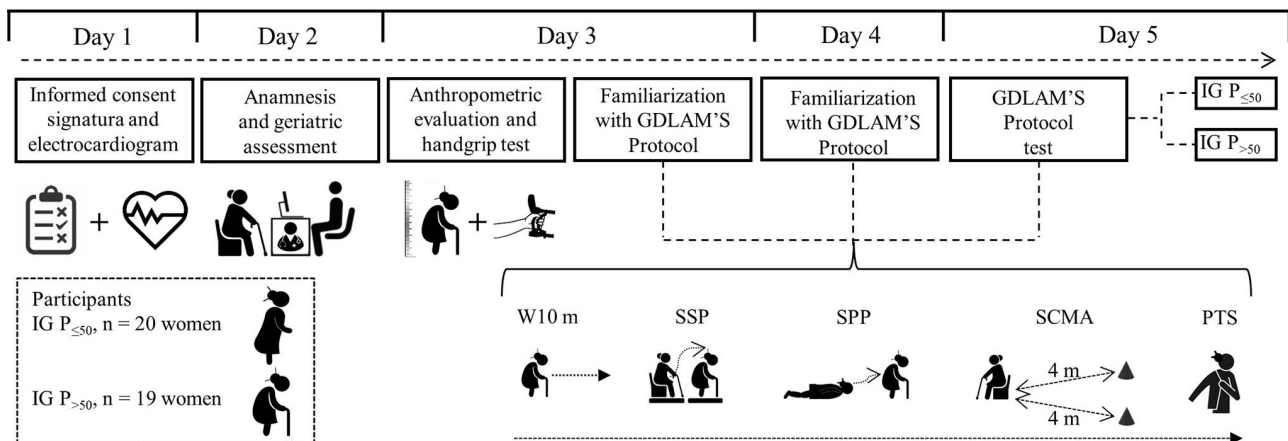 Day 1
Day 2
Day 3
Day 4
Day 5
Informed consent
signatura and
electrocardiogram
Anamnesis
and geriatric
assessment
Anthropometric
evaluation and
handgrip test
Familiarization
with GDLAM'S
Protocol
Familiarization
with GDLAM'S
Protocol
GDLAM'S
Protocol
test
IG P≤50
IG P>50
Participants
IG P≤50, n = 20 women
IG P>50, n = 19 women
W10 m
SSP
SPP
SCMA
PTS
4 m
4 m